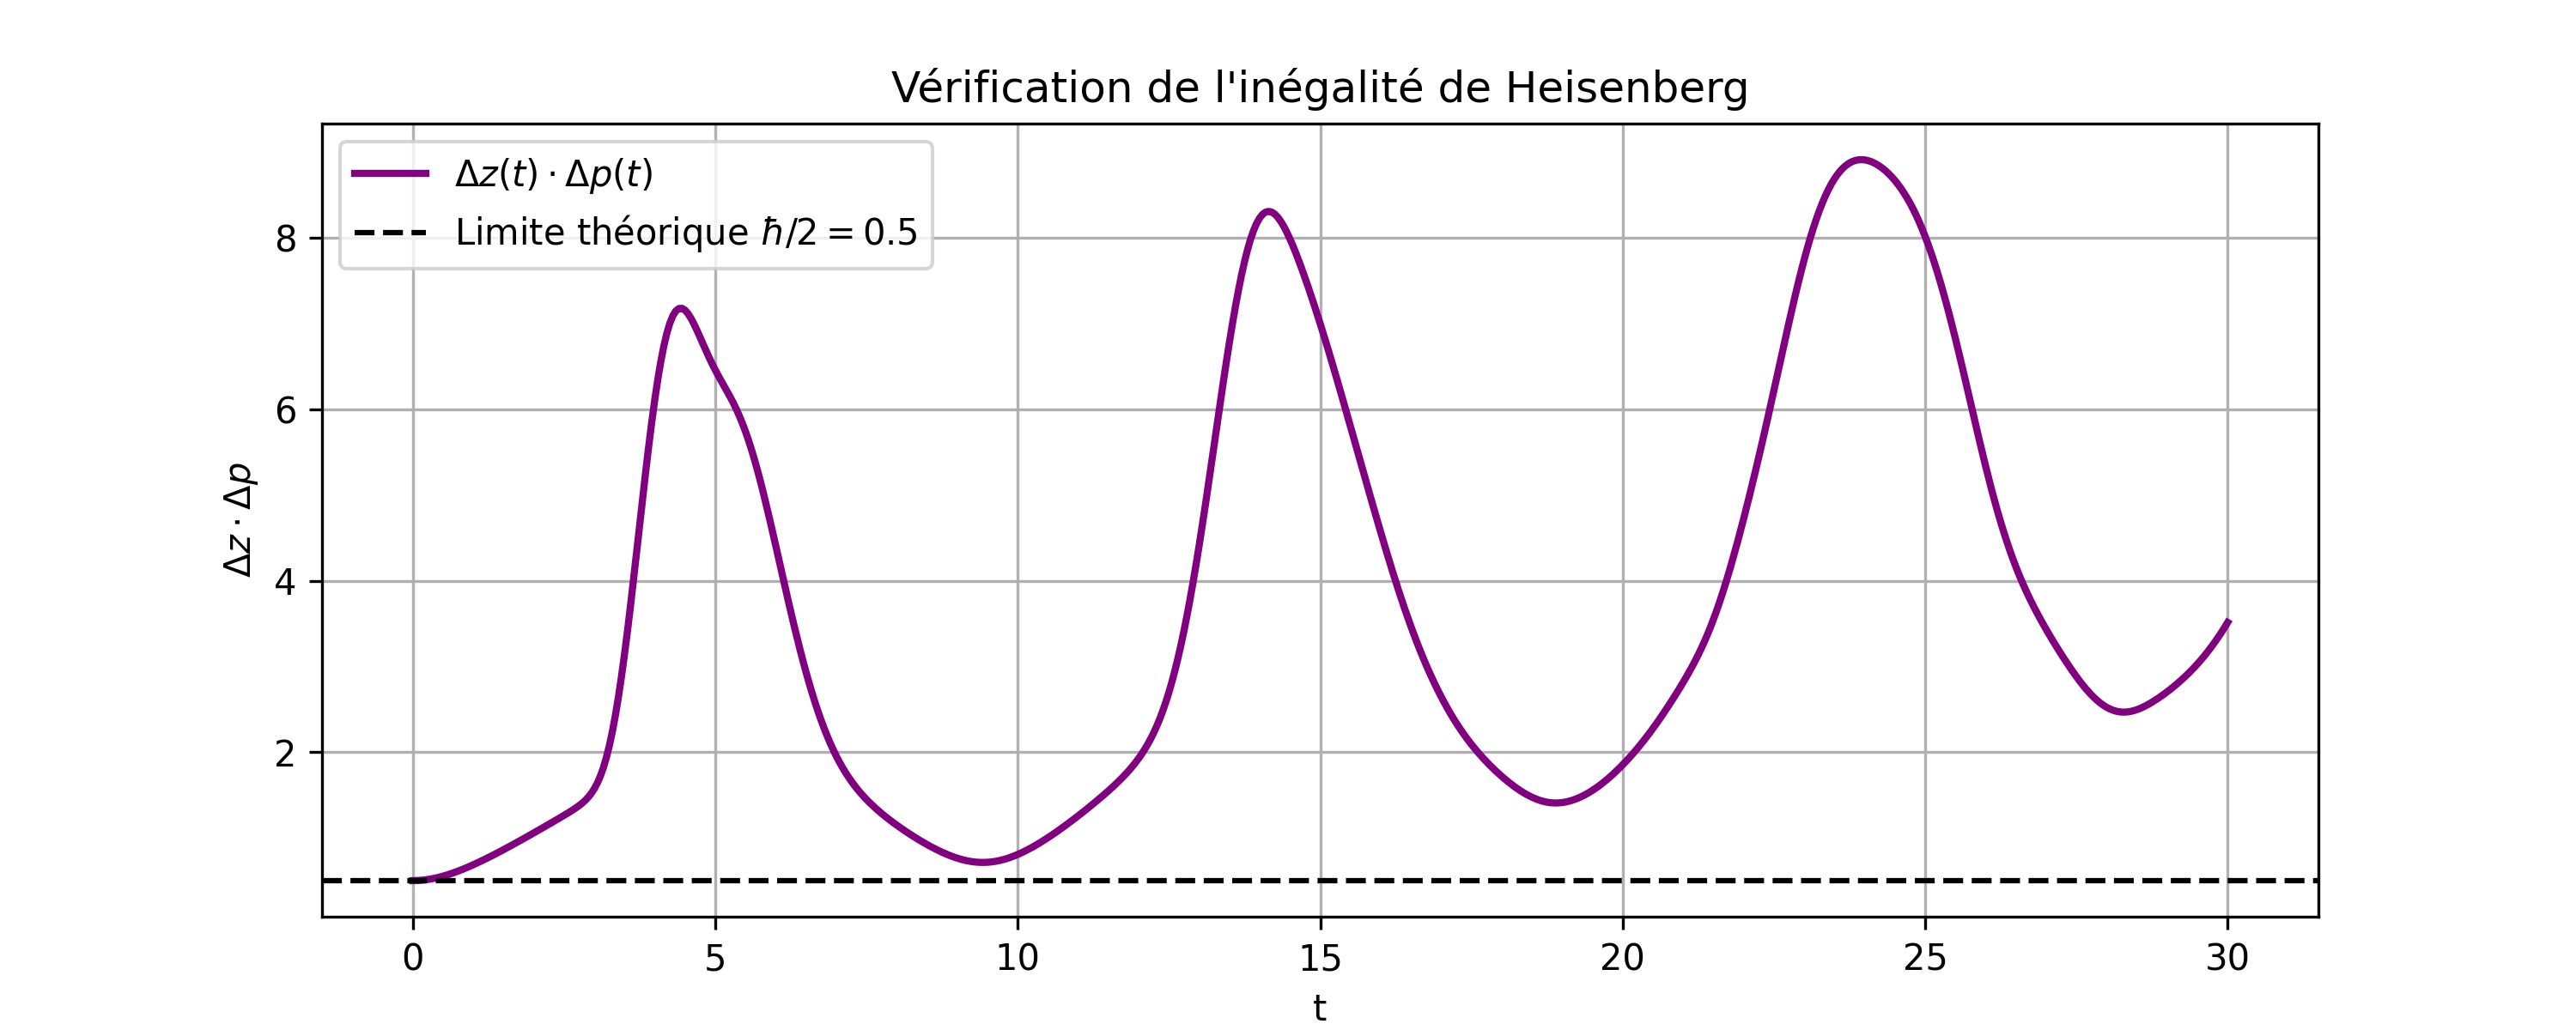 Vérification de l'inégalité de Heisenberg
Δz(t) · Δp(t)
Limite théorique ℏ/2 = 0.5
Δz · Δp
8
6
4
2
0 5 10 15 20 25 30
t